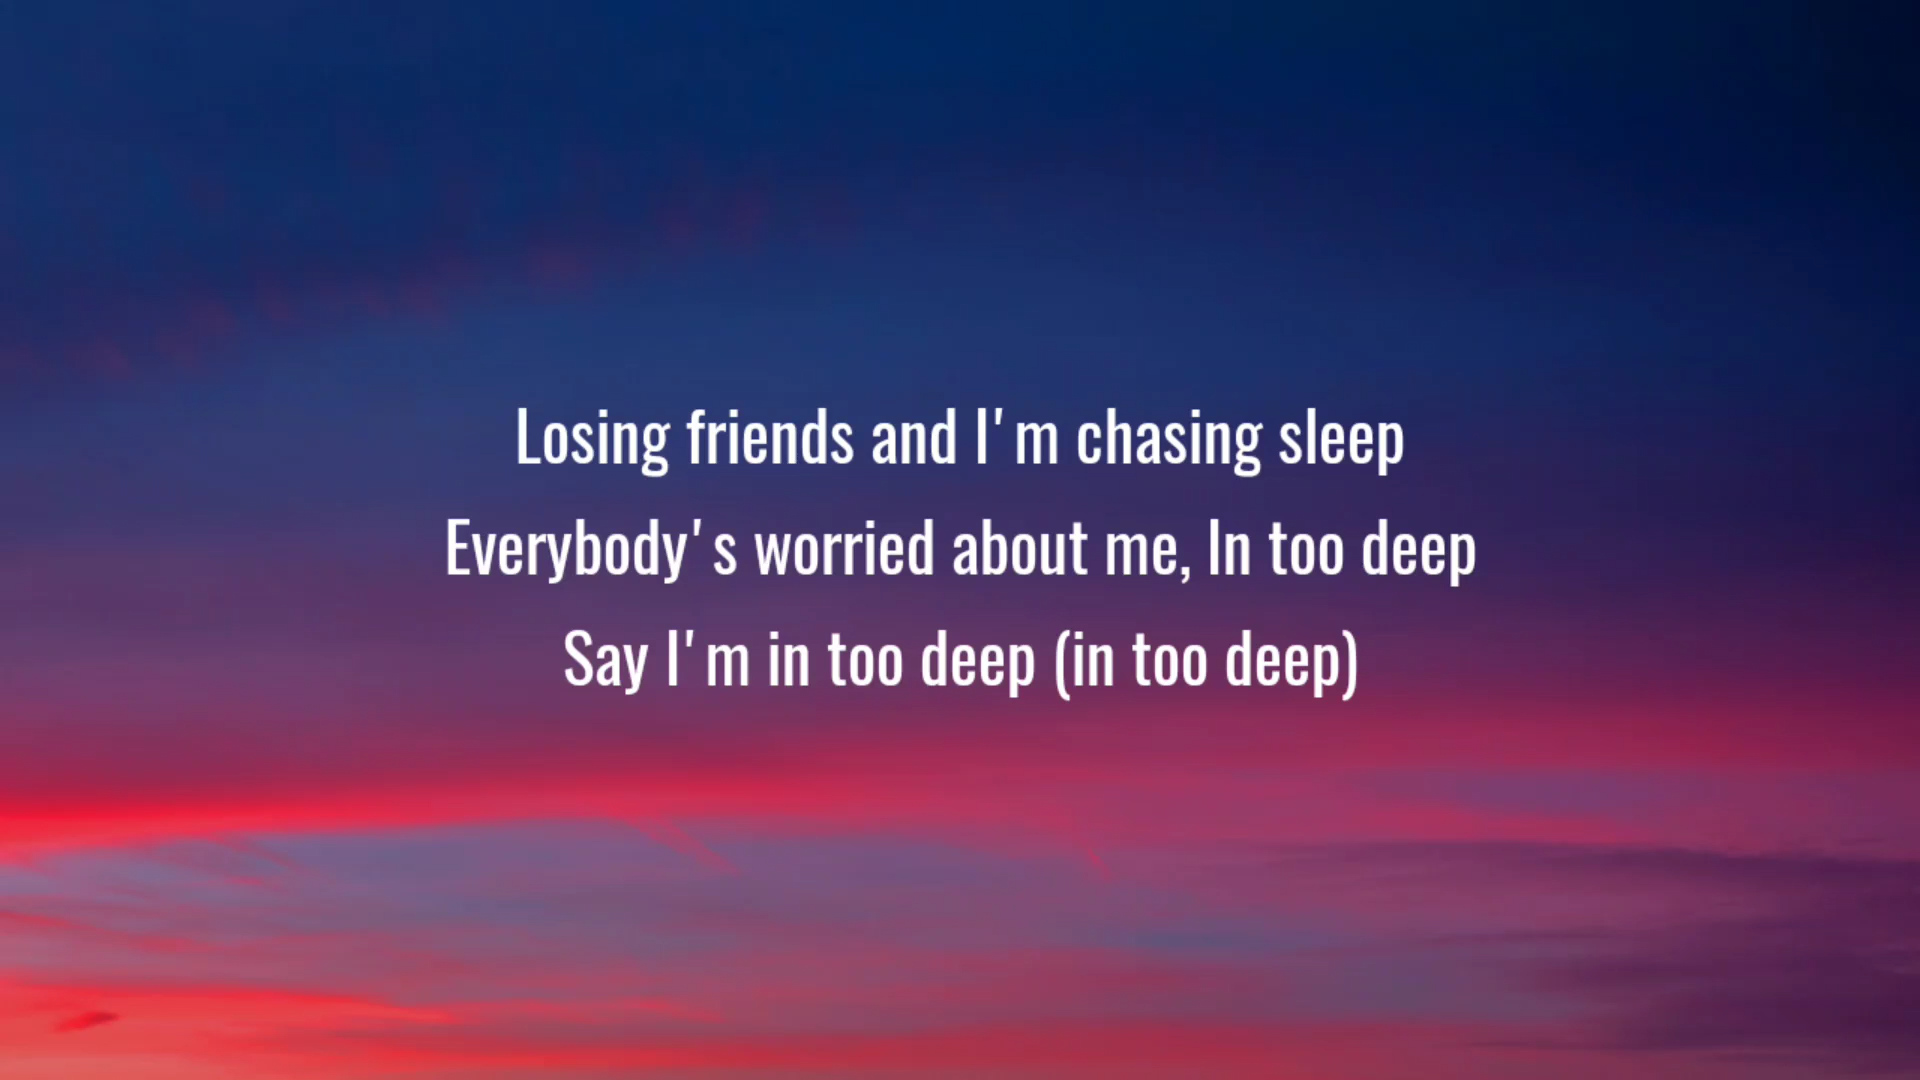 Losing friends and I'm chasing sleep
Everybody's worried about me, In too deep
Say I'm in too deep (in too deep)